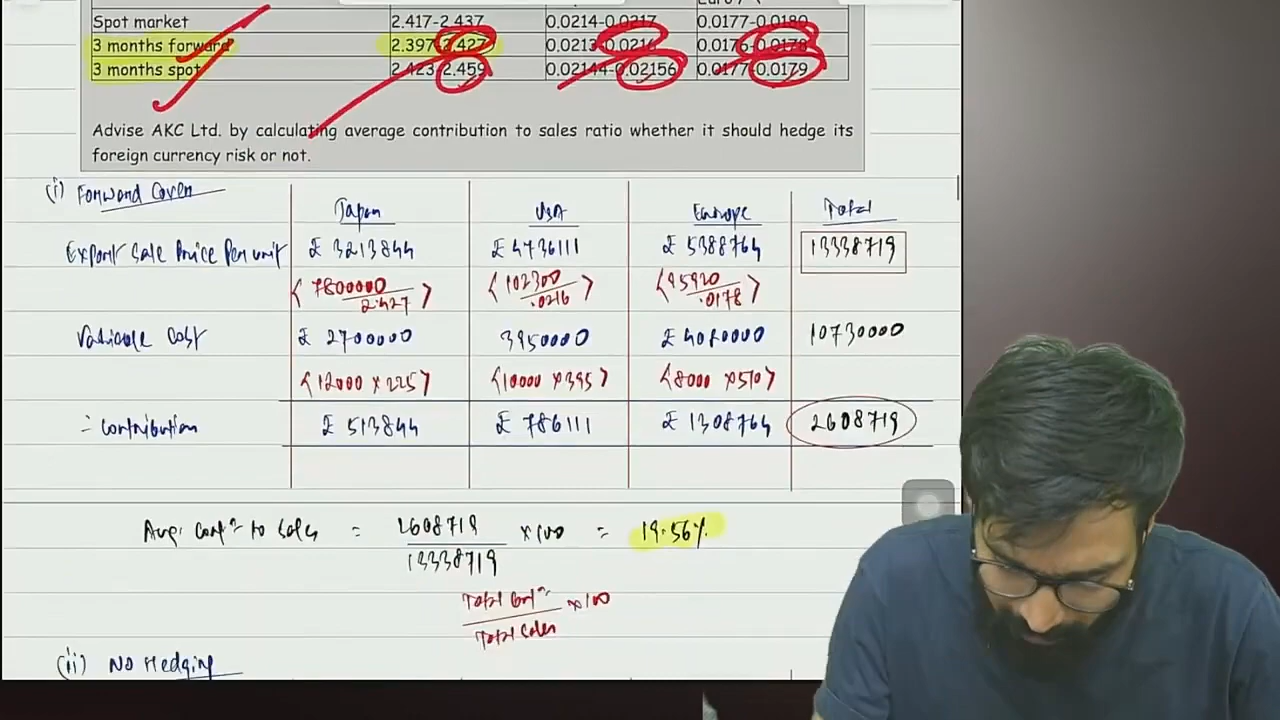 Spot market 2.417-2.437 0.0214-0.0217 0.0177-0.0180
3 months forward 2.397-2.427 0.0213-0.0216 0.0176-0.0178
3 months spot 2.423-2.459 0.02144-0.02156 0.0177-0.0179
Advise AKC Ltd. by calculating average contribution to sales ratio whether it should hedge its
foreign currency risk or not.
(i) Forward Cover
Japan USA Europe Total
Export Sale Price Per unit £ 3213844 £ 4736111 £ 5388764 13338719
<7800000/2.427> <102300/.0216> <95920/.0178>
Variable Cost £ 2700000 3950000 £ 4080000 10730000
<12000 × 225> <10000 × 395> <8000 × 510>
= Contribution £ 513844 £ 786111 £ 1308764 2608719
Avg. Contn to Sales = 2608719/13338719 × 100 = 19.56%
Total Contn/Total Sales × 100
(ii) No Hedging